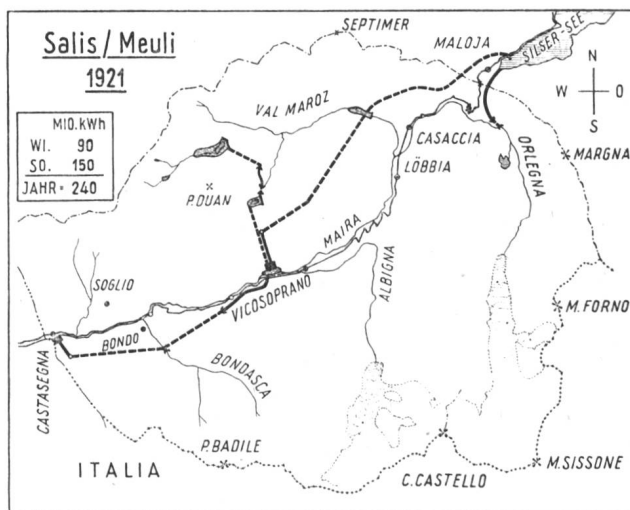 Salis/Meuli
1921
MIO.kWh
WI. 90
SO. 150
JAHR = 240
SEPTIMER
MALOJA
SILSER-SEE
N
W O
S
VAL MAROZ
CASACCIA
LÖBBIA
ORLEGNA
MARGNA
P.DUAN
MAIRA
ALBIGNA
SOGLIO
VICOSOPRANO
M.FORNO
BONDO
CASTASEGNA
BONDASCA
P.BADILE
ITALIA
C.CASTELLO
M.SISSONE